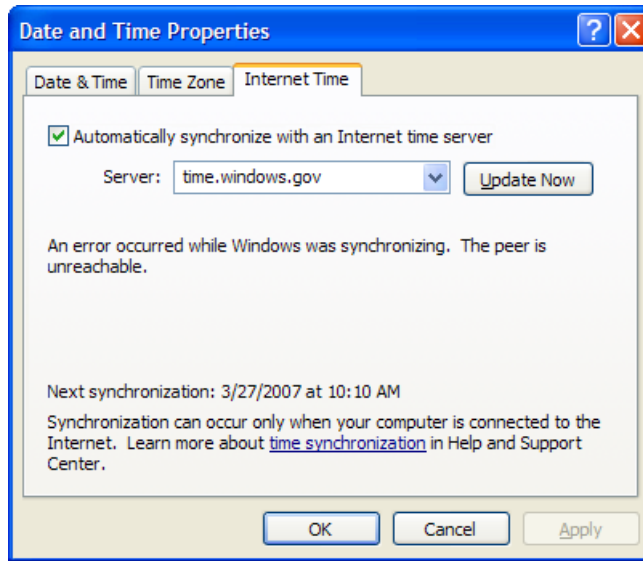 Date and Time Properties
Date & Time
Time Zone
Internet Time
Automatically synchronize with an Internet time server
Server:
time.windows.gov
Update Now
An error occurred while Windows was synchronizing.  The peer is
unreachable.
Next synchronization: 3/27/2007 at 10:10 AM
Synchronization can occur only when your computer is connected to the
Internet.  Learn more about time synchronization in Help and Support
Center.
OK
Cancel
Apply